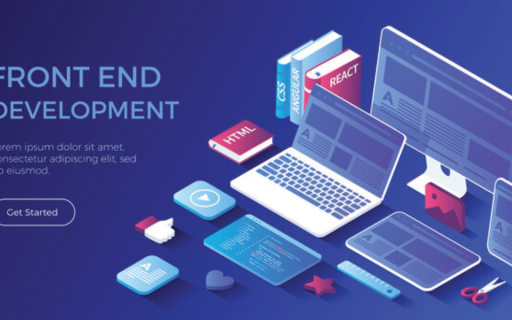 FRONT END
DEVELOPMENT
orem ipsum dolor sit amet,
onsectetur adipiscing elit, sed
o eiusmod.
Get Started
CSS
ANGULAR
REACT
HTML
A
A
A